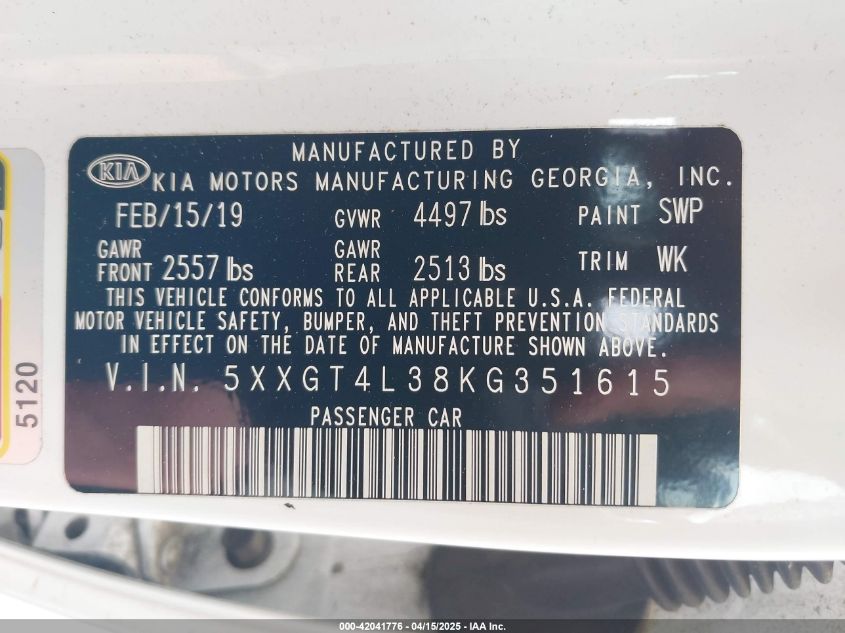 MANUFACTURED BY
KIA KIA MOTORS MANUFACTURING GEORGIA, INC.
FEB/15/19 GVWR 4497 lbs PAINT SWP
GAWR FRONT 2557 lbs GAWR REAR 2513 lbs TRIM WK
THIS VEHICLE CONFORMS TO ALL APPLICABLE U.S.A. FEDERAL
MOTOR VEHICLE SAFETY, BUMPER, AND THEFT PREVENTION STANDARDS
IN EFFECT ON THE DATE OF MANUFACTURE SHOWN ABOVE.
V.I.N. 5XXGT4L38KG351615
PASSENGER CAR
5120
000-42041776 - 04/15/2025 - IAA Inc.